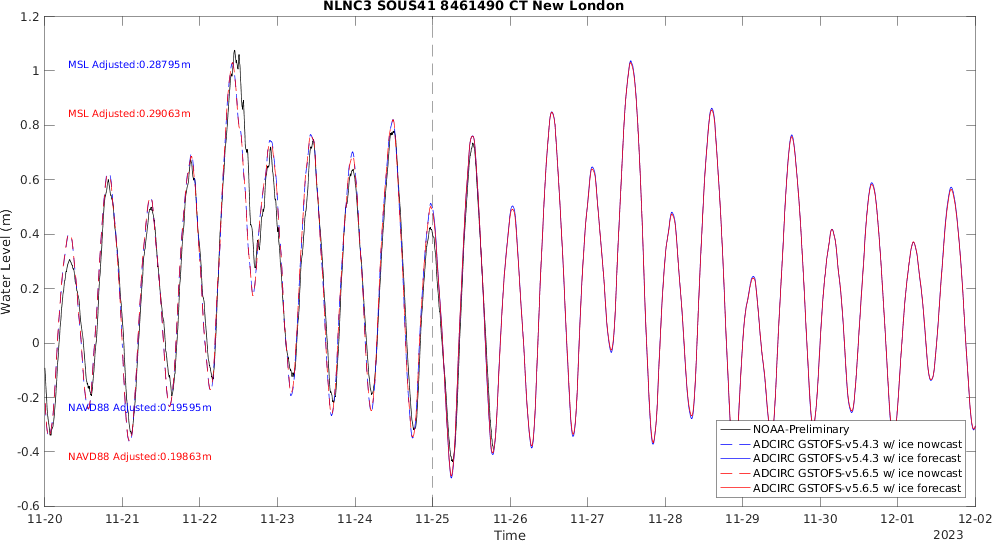 NLNC3 SOUS41 8461490 CT New London
1.2
1
0.8
0.6
0.4
0.2
0
-0.2
-0.4
-0.6
Water Level (m)
MSL Adjusted:0.28795m
MSL Adjusted:0.29063m
NAVD88 Adjusted:0.19595m
NAVD88 Adjusted:0.19863m
NOAA-Preliminary
ADCIRC GSTOFS-v5.4.3 w/ ice nowcast
ADCIRC GSTOFS-v5.4.3 w/ ice forecast
ADCIRC GSTOFS-v5.6.5 w/ ice nowcast
ADCIRC GSTOFS-v5.6.5 w/ ice forecast
11-20 11-21 11-22 11-23 11-24 11-25 11-26 11-27 11-28 11-29 11-30 12-01 12-02
Time
2023